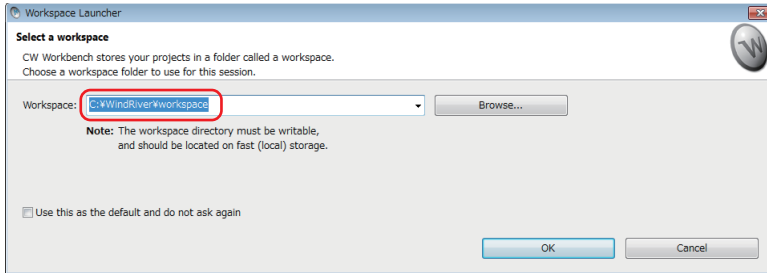 Workspace Launcher
Select a workspace
CW Workbench stores your projects in a folder called a workspace.
Choose a workspace folder to use for this session.
W
Workspace: C:¥WindRiver¥workspace Browse...
Note: The workspace directory must be writable,
and should be located on fast (local) storage.
Use this as the default and do not ask again
OK Cancel